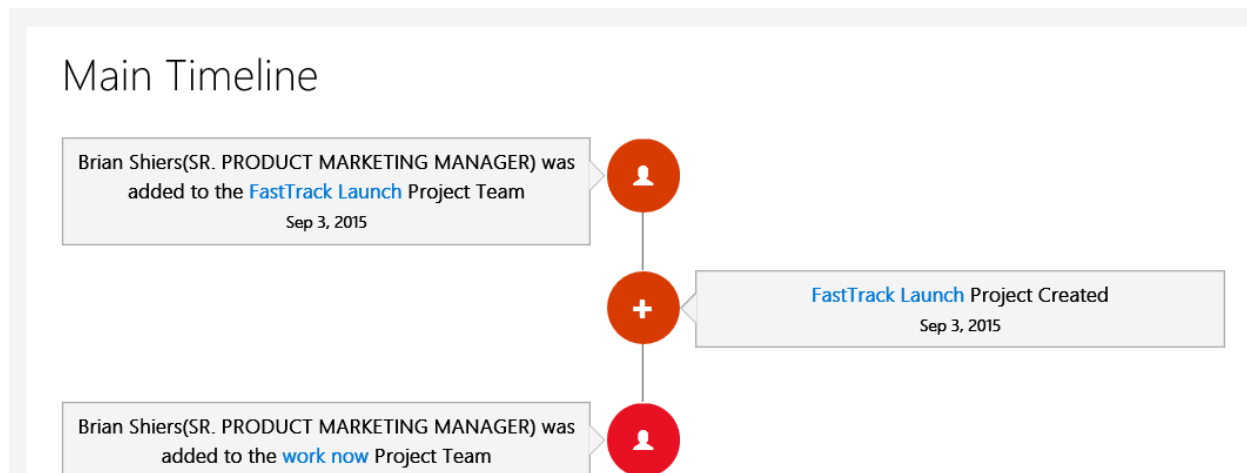 Main Timeline
Brian Shiers(SR. PRODUCT MARKETING MANAGER) was
added to the FastTrack Launch Project Team
Sep 3, 2015
FastTrack Launch Project Created
Sep 3, 2015
Brian Shiers(SR. PRODUCT MARKETING MANAGER) was
added to the work now Project Team